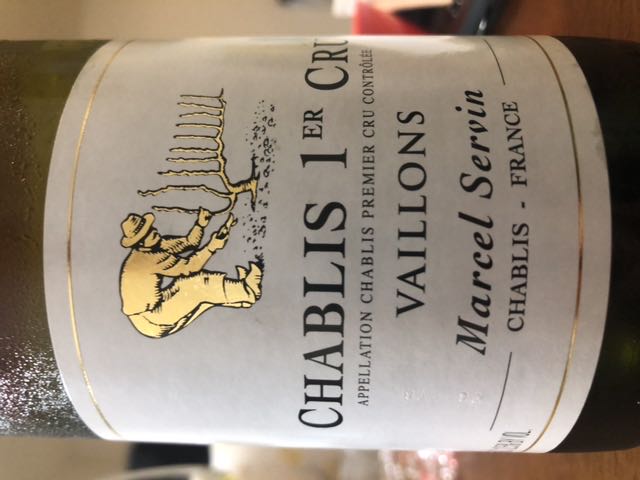 CHABLIS 1ER CRU
APPELLATION CHABLIS PREMIER CRU CONTRÔLÉE
VAILLONS
Marcel Servin
CHABLIS - FRANCE